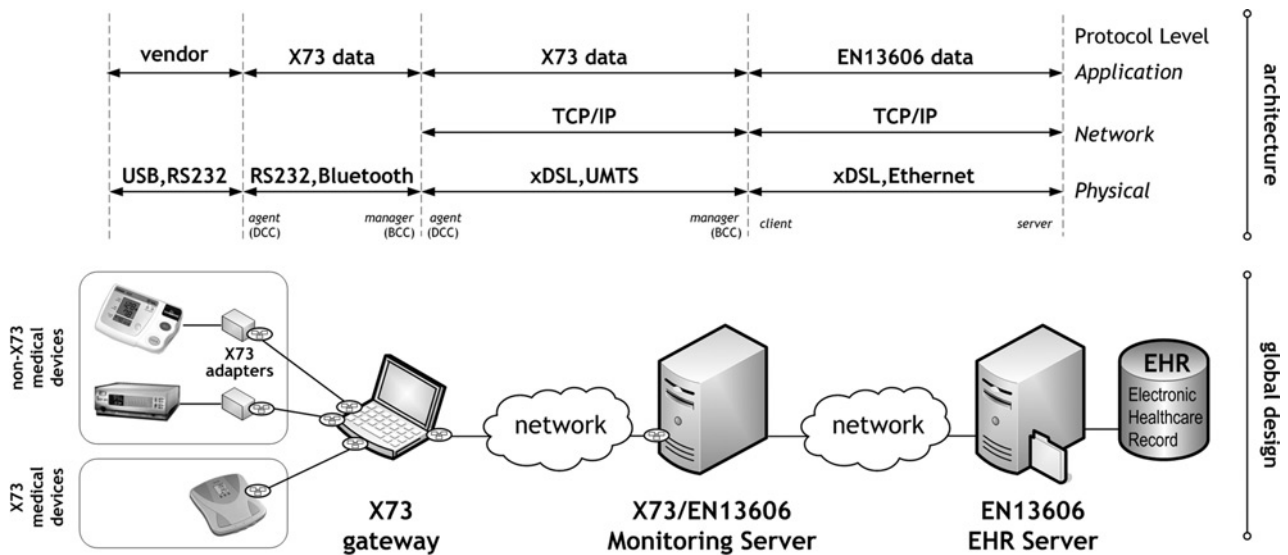 vendor
X73 data
X73 data
EN13606 data
Protocol Level
Application
TCP/IP
TCP/IP
Network
USB,RS232
RS232,Bluetooth
xDSL,UMTS
xDSL,Ethernet
Physical
agent
(DCC)
manager
(BCC)
agent
(DCC)
manager
(BCC)
client
server
architecture
non-X73
medical
devices
X73
adapters
network
network
EHR
Electronic
Healthcare
Record
global design
X73
medical
devices
X73
gateway
X73/EN13606
Monitoring Server
EN13606
EHR Server